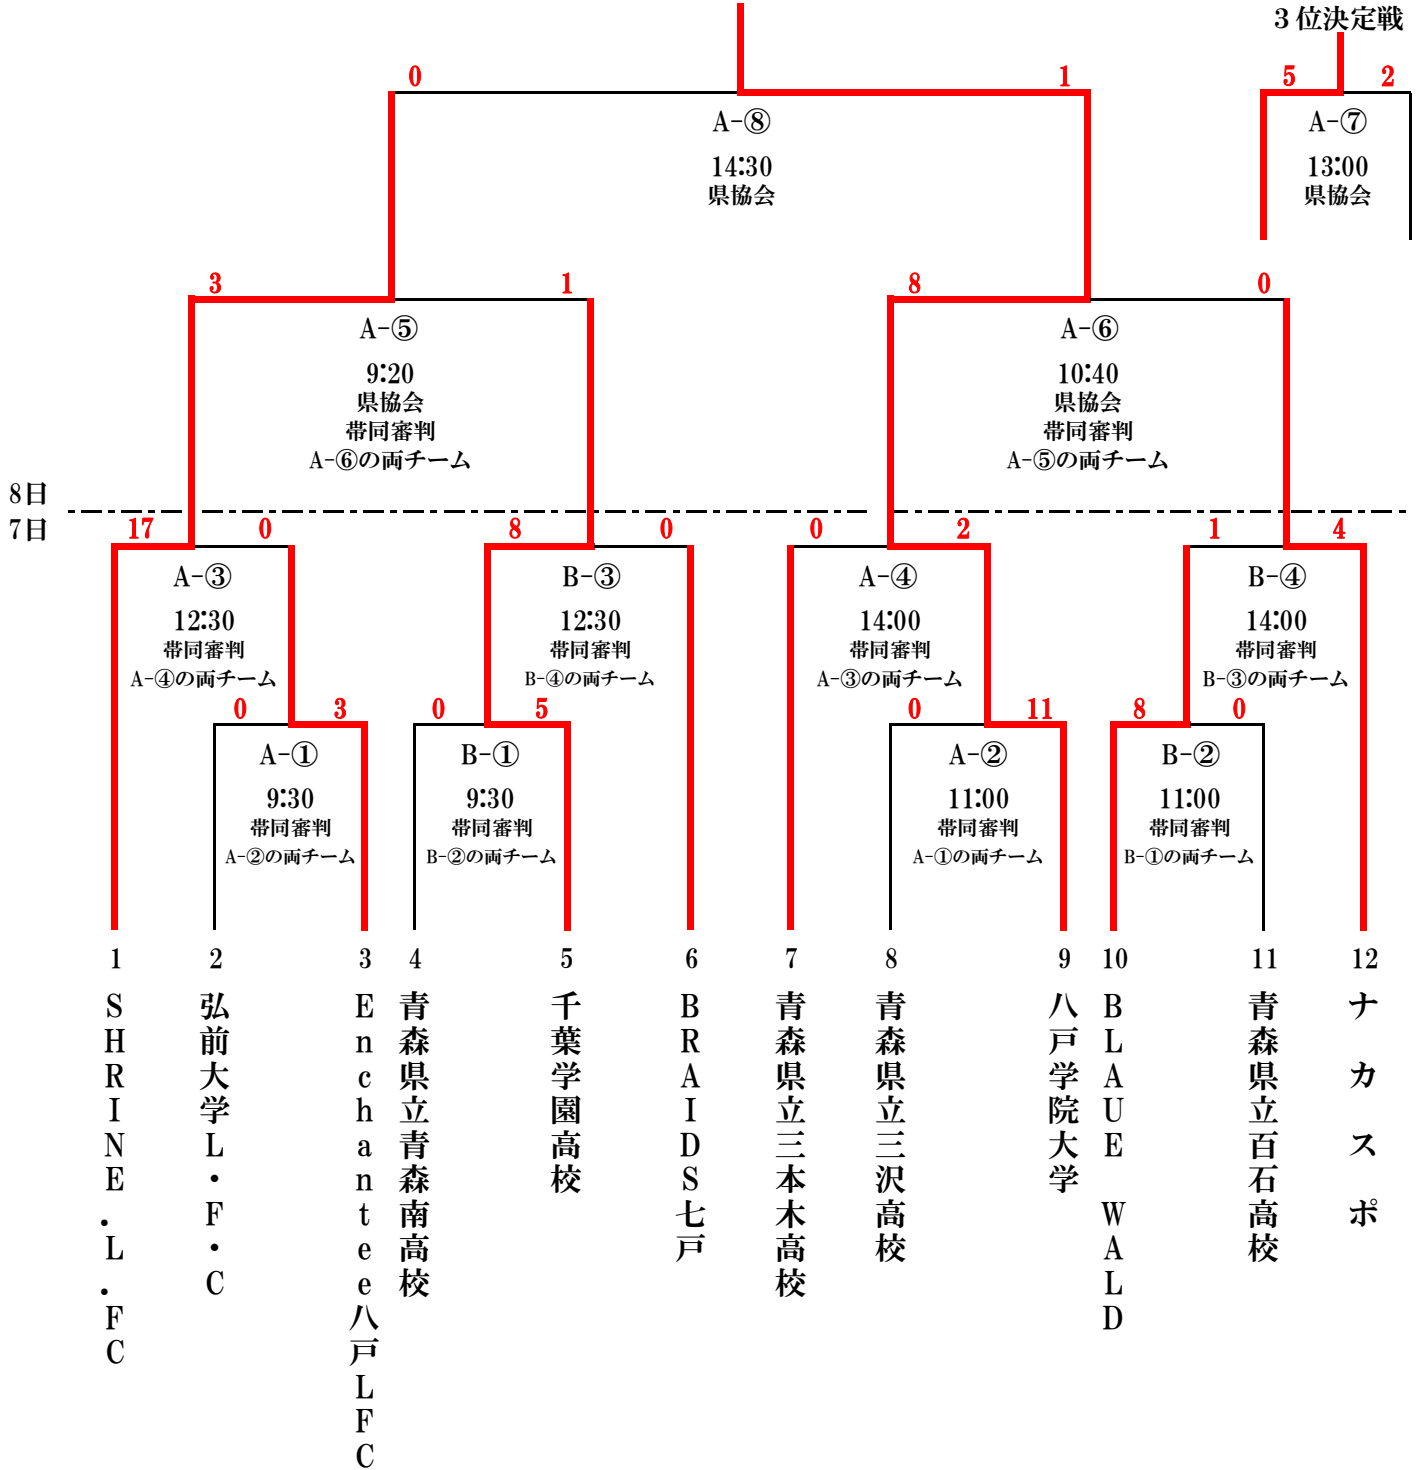 3位決定戦
0
1
5
2
A-⑧
A-⑦
14:30
13:00
県協会
県協会
3
1
8
0
A-⑤
A-⑥
9:20
10:40
県協会
県協会
帯同審判
帯同審判
A-⑥の両チーム
A-⑤の両チーム
8日
7日
17
0
8
0
0
2
1
4
A-③
B-③
A-④
B-④
12:30
12:30
14:00
14:00
帯同審判
帯同審判
帯同審判
帯同審判
A-④の両チーム
B-④の両チーム
A-③の両チーム
B-③の両チーム
0
3
0
5
0
11
8
0
A-①
B-①
A-②
B-②
9:30
9:30
11:00
11:00
帯同審判
帯同審判
帯同審判
帯同審判
A-②の両チーム
B-②の両チーム
A-①の両チーム
B-①の両チーム
1
2
3
4
5
6
7
8
9
10
11
12
SHRINE.L.FC
弘前大学L・F・C
Enchantee八戸LFC
青森県立青森南高校
千葉学園高校
BRAIDS七戸
青森県立三本木高校
青森県立三沢高校
八戸学院大学
BLAUE WALD
青森県立百石高校
ナカスポ